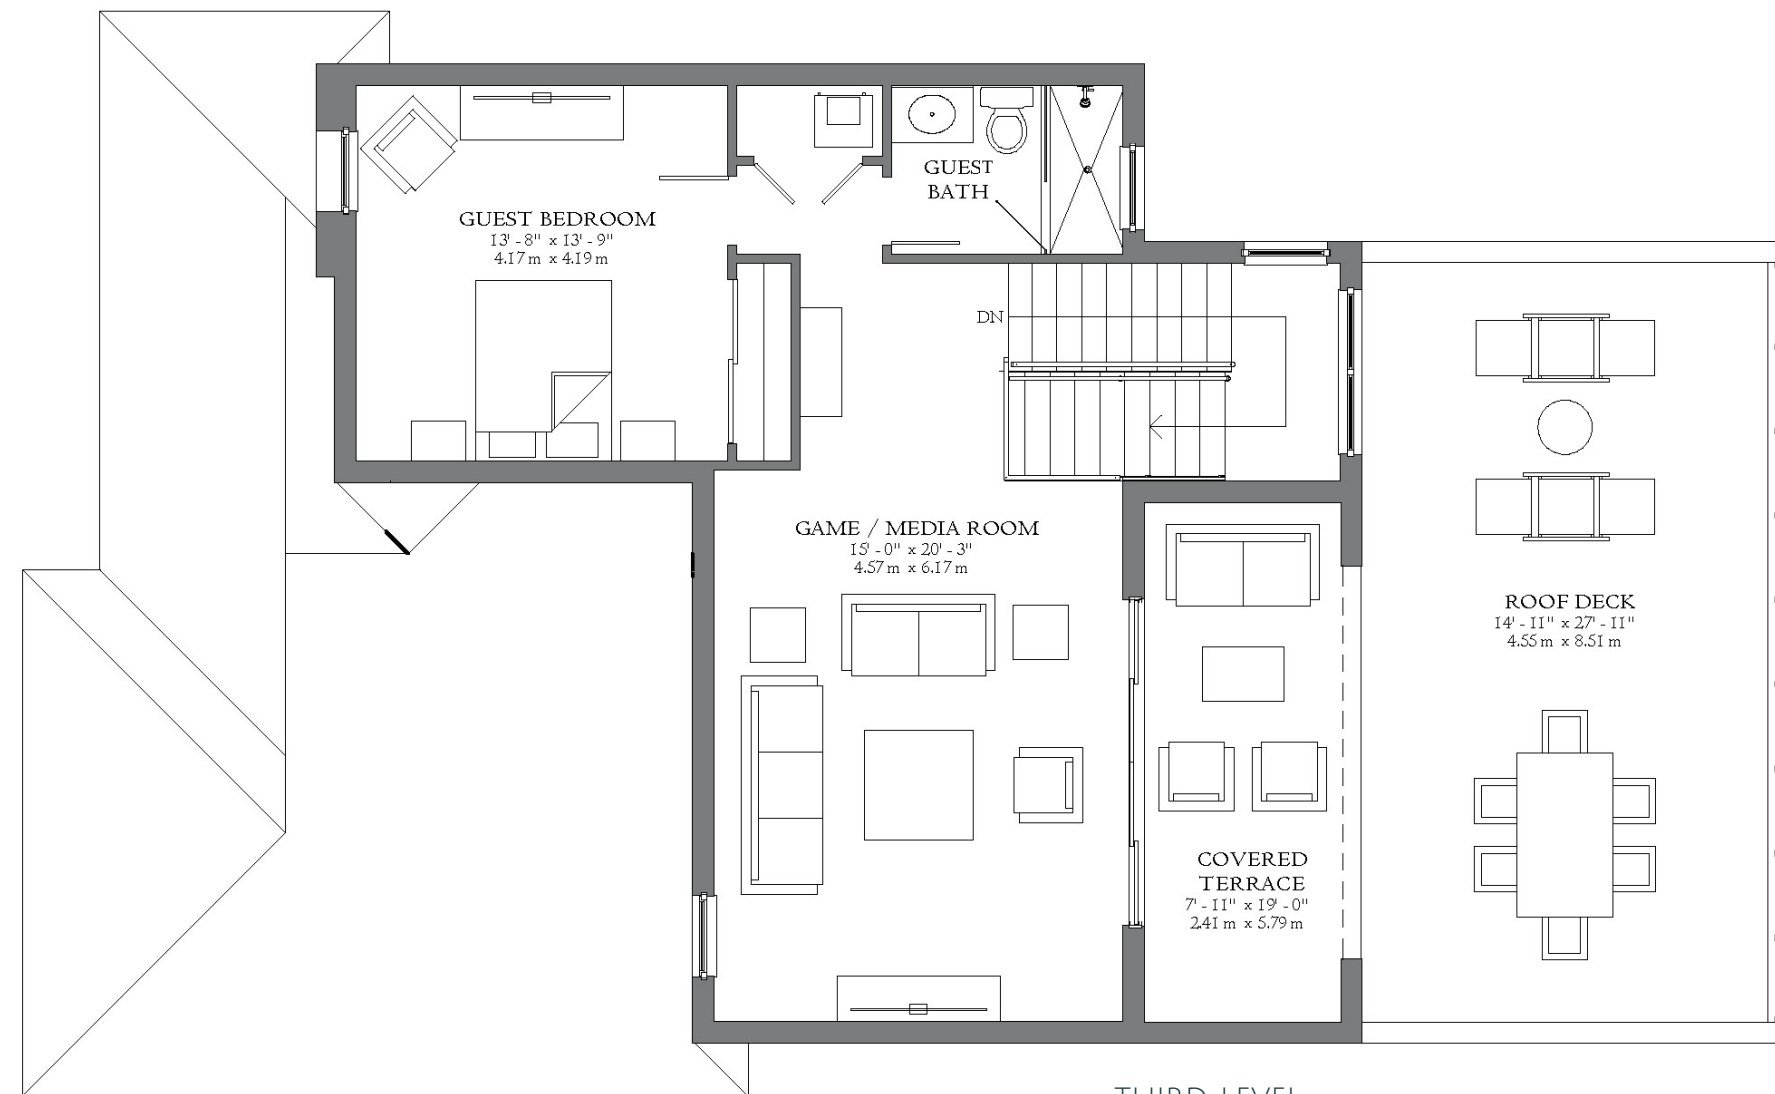 GUEST
BATH
GUEST BEDROOM
13' - 8" x 13' - 9"
4.17 m x 4.19 m
DN
GAME / MEDIA ROOM
15' - 0" x 20' - 3"
4.57 m x 6.17 m
ROOF DECK
14' - 11" x 27' - 11"
4.55 m x 8.51 m
COVERED
TERRACE
7' - 11" x 19' - 0"
2.41 m x 5.79 m
THIRD LEVEL